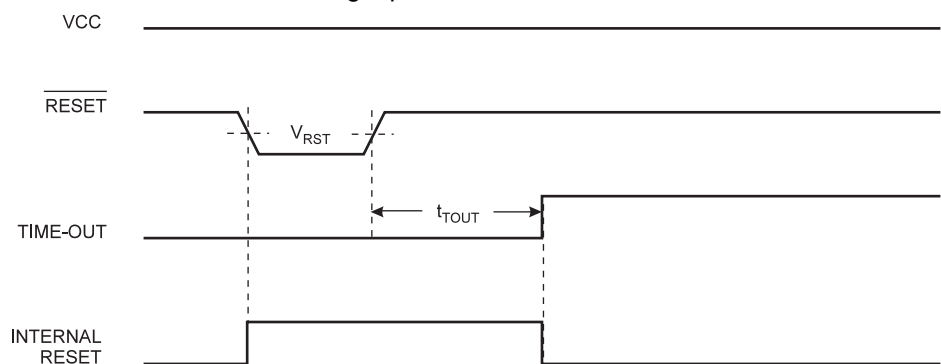 VCC
RESET
V_RST
t_TOUT
TIME-OUT
INTERNAL
RESET